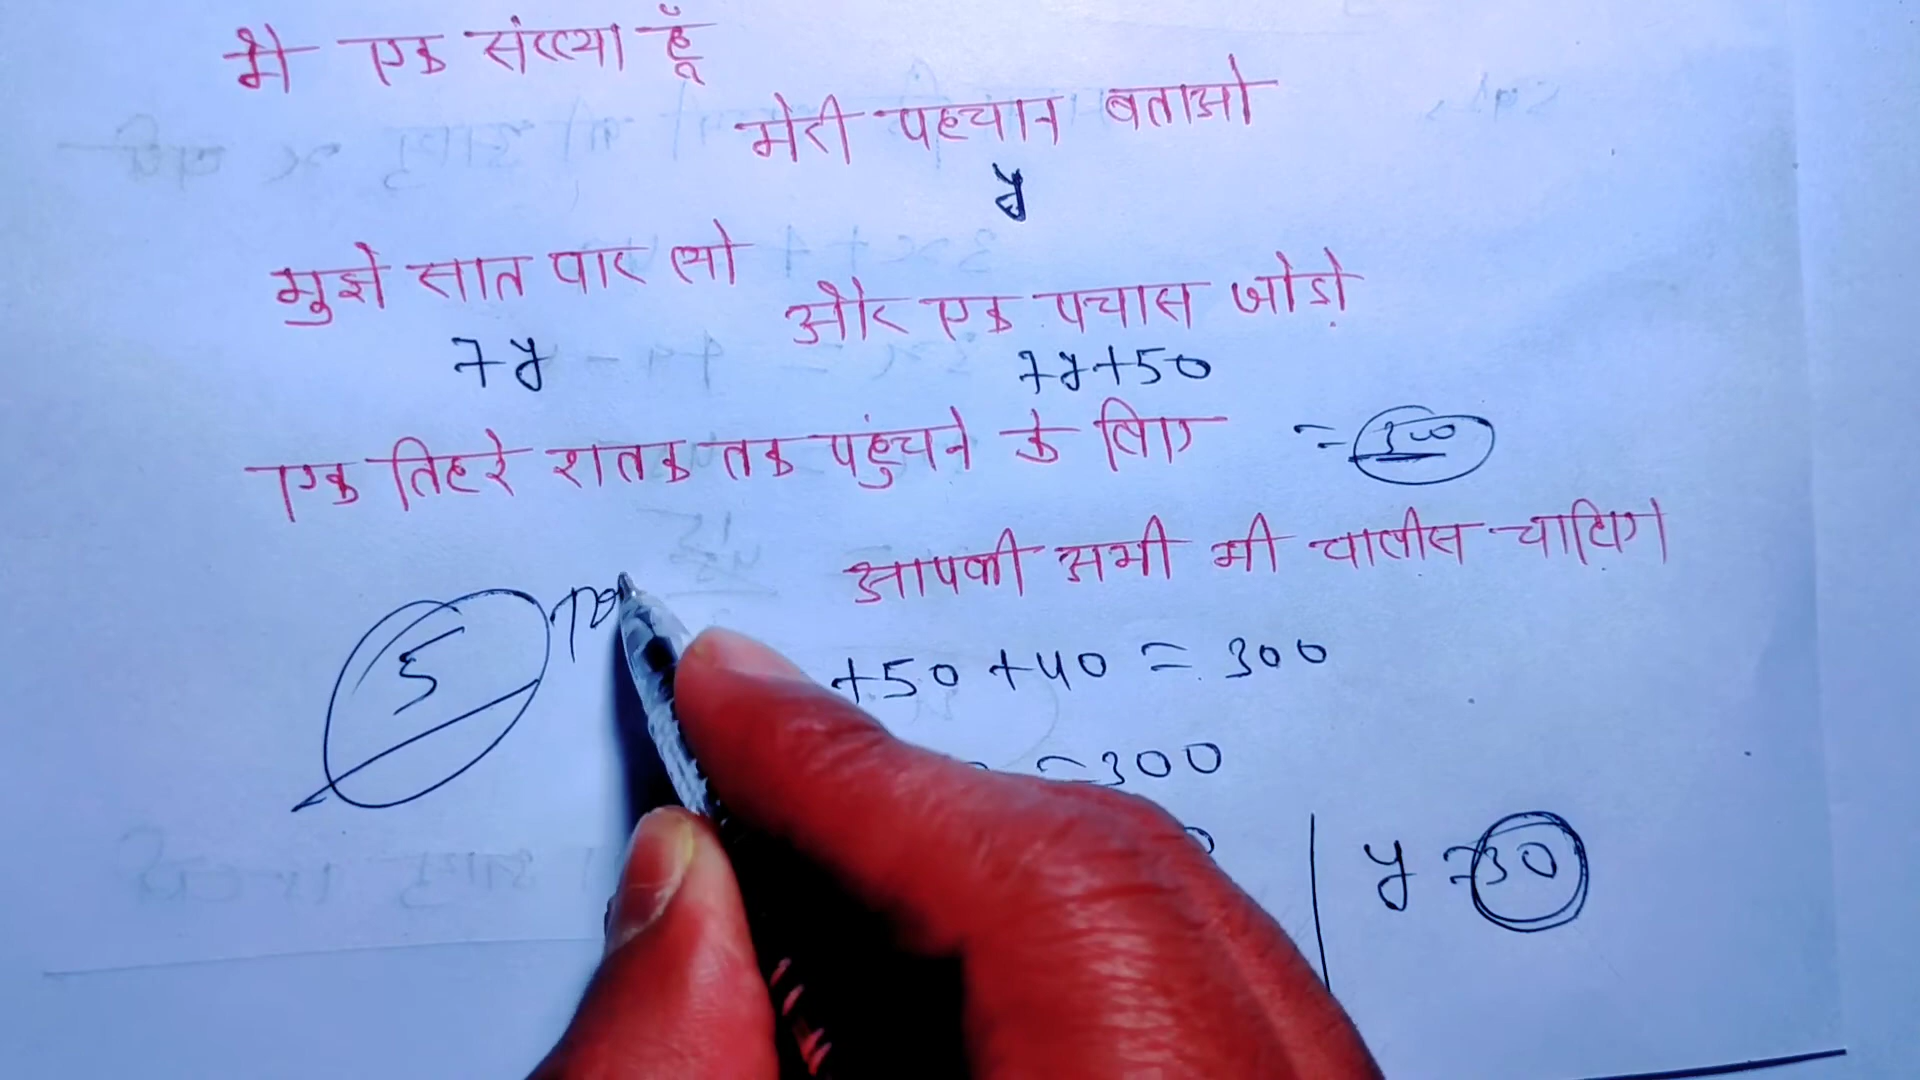 मै एक संख्या हूँ
मेरी पहचान बताओ
y
मुझे सात बार लो
और एक पचास जोडो़
7y
7y+50
एक तिहरे शतक तक पहुंचने के लिए
= 300
आपकी अभी भी चालीस चाहिए।
5
+50 +40 = 300
=300
y = 30